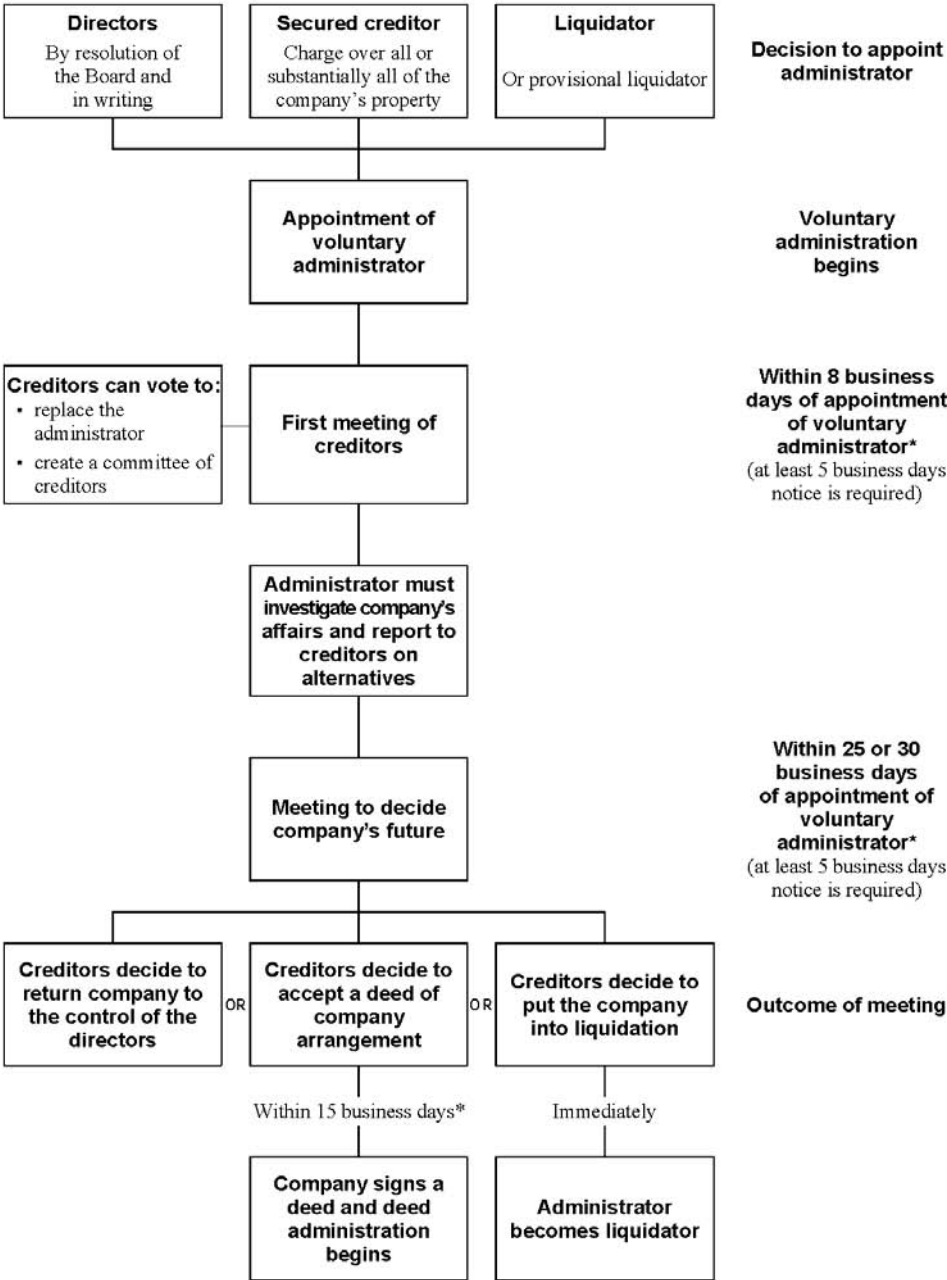 Directors
By resolution of
the Board and
in writing
Secured creditor
Charge over all or
substantially all of the
company's property
Liquidator
Or provisional liquidator
Decision to appoint
administrator
Appointment of
voluntary
administrator
Voluntary
administration
begins
Creditors can vote to:
• replace the
administrator
• create a committee of
creditors
First meeting of
creditors
Within 8 business
days of appointment
of voluntary
administrator*
(at least 5 business days
notice is required)
Administrator must
investigate company's
affairs and report to
creditors on
alternatives
Meeting to decide
company's future
Within 25 or 30
business days
of appointment of
voluntary
administrator*
(at least 5 business days
notice is required)
Creditors decide to
return company to
the control of the
directors
OR
Creditors decide to
accept a deed of
company
arrangement
OR
Creditors decide to
put the company
into liquidation
Outcome of meeting
Within 15 business days*
Immediately
Company signs a
deed and deed
administration
begins
Administrator
becomes liquidator